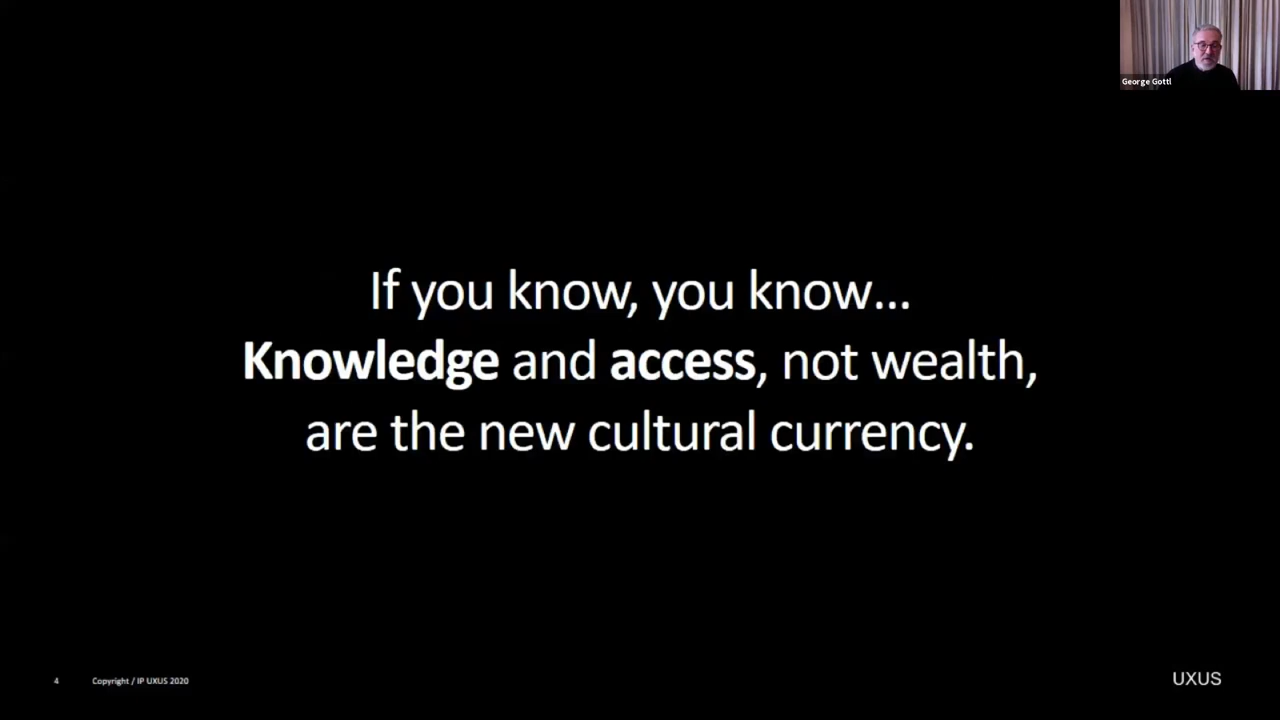 George Gottl
If you know, you know...
Knowledge and access, not wealth,
are the new cultural currency.
4 Copyright / IP UXUS 2020
UXUS